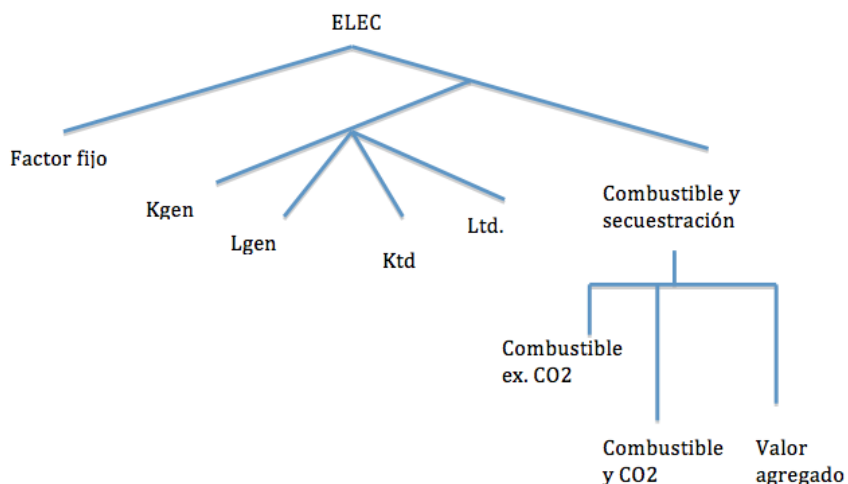 ELEC
Factor fijo
Kgen
Lgen
Ktd
Ltd.
Combustible y
secuestración
Combustible
ex. CO2
Combustible
y CO2
Valor
agregado